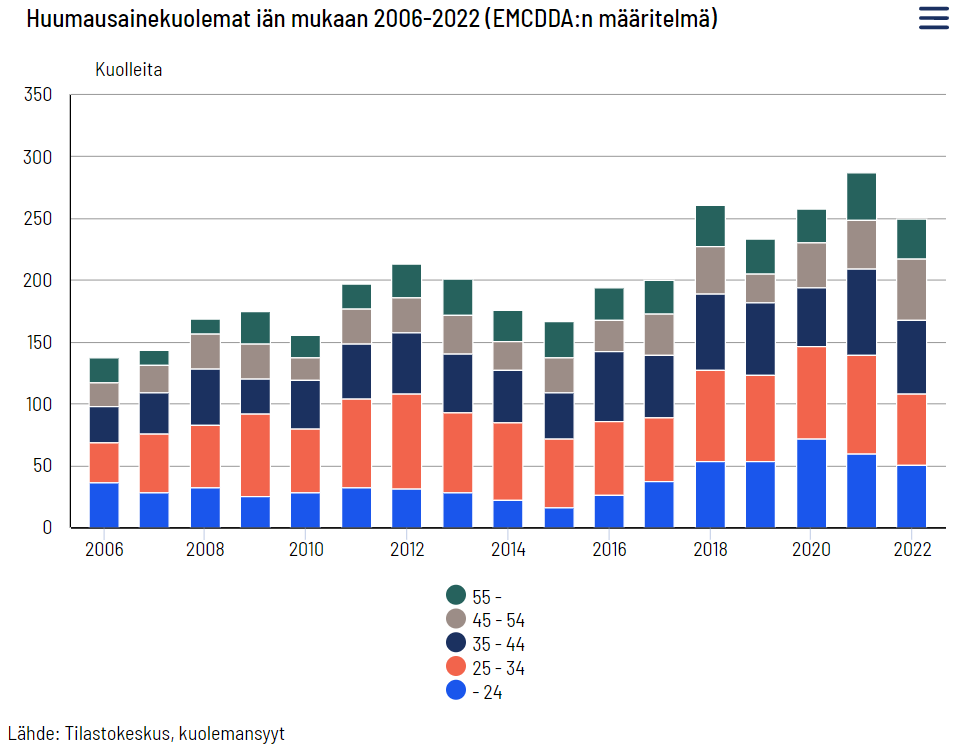 Huumausainekuolemat iän mukaan 2006-2022 (EMCDDA:n määritelmä)
Kuolleita
350
300
250
200
150
100
50
0
2006 2008 2010 2012 2014 2016 2018 2020 2022
55 -
45 - 54
35 - 44
25 - 34
- 24
Lähde: Tilastokeskus, kuolemansyyt